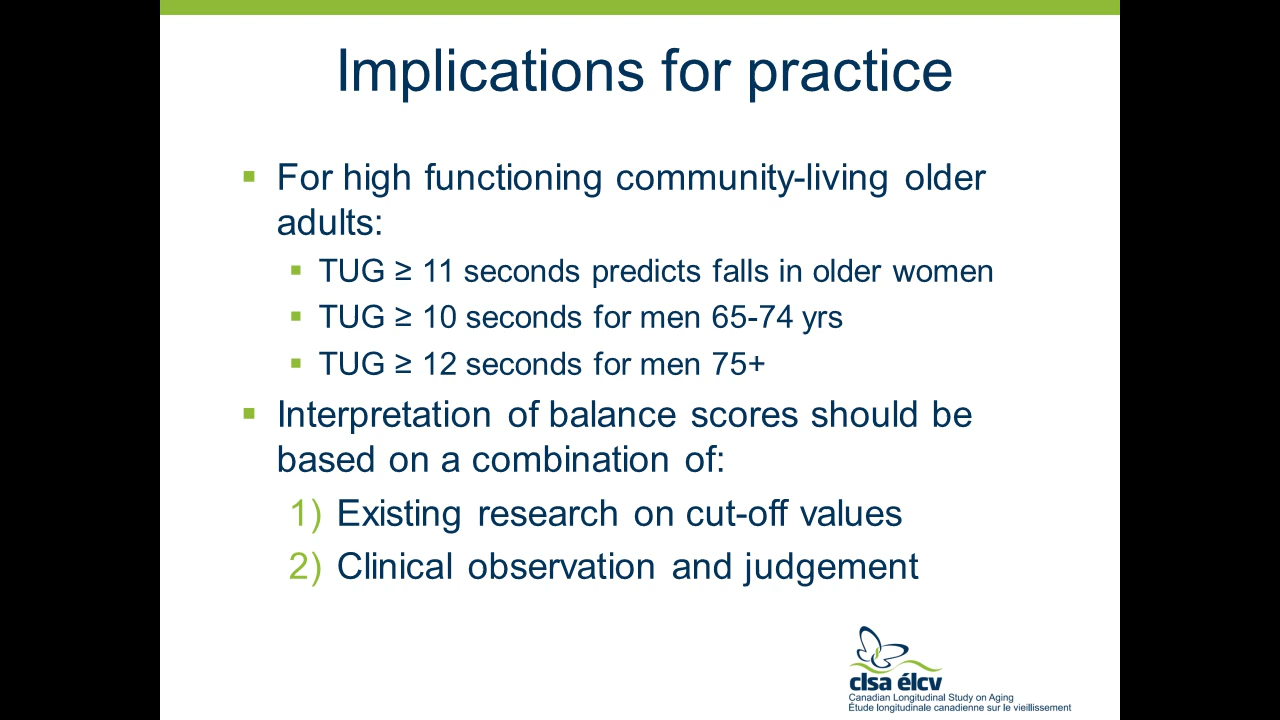 Implications for practice
For high functioning community-living older
adults:
TUG ≥ 11 seconds predicts falls in older women
TUG ≥ 10 seconds for men 65-74 yrs
TUG ≥ 12 seconds for men 75+
Interpretation of balance scores should be
based on a combination of:
1) Existing research on cut-off values
2) Clinical observation and judgement
clsa élcv
Canadian Longitudinal Study on Aging
Étude longitudinale canadienne sur le vieillissement